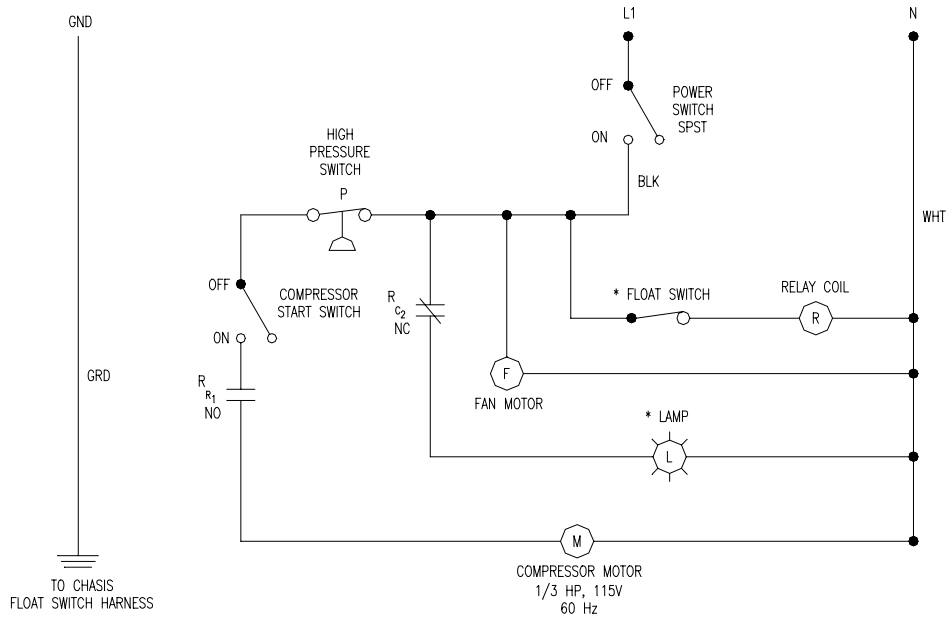 GND
L1
N
OFF
POWER
SWITCH
SPST
ON
BLK
HIGH
PRESSURE
SWITCH
P
WHT
OFF
COMPRESSOR
START SWITCH
ON
R
C2
NC
* FLOAT SWITCH
RELAY COIL
R
GRD
R
R1
NO
F
FAN MOTOR
* LAMP
L
M
COMPRESSOR MOTOR
1/3 HP, 115V
60 Hz
TO CHASIS
FLOAT SWITCH HARNESS